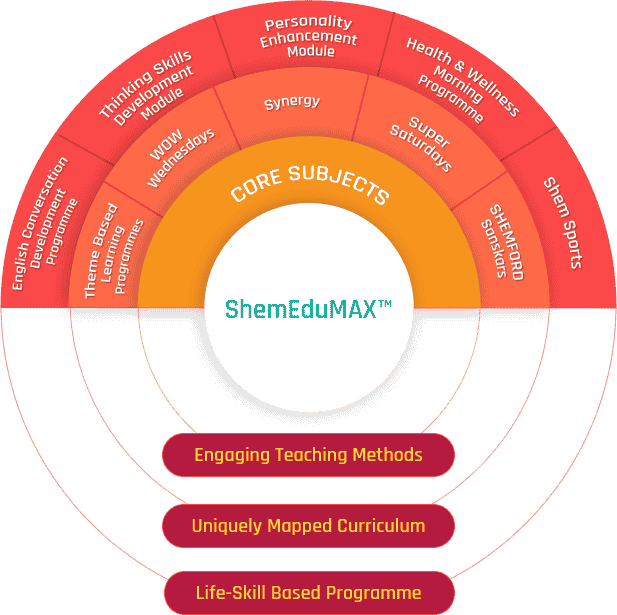 Personality
Enhancement
Module
Thinking Skills
Development
Module
Health & Wellness
Morning
Programme
English Conversation
Development
Programme
Shem Sports
Synergy
WOW
Wednesdays
Super
Saturdays
Theme Based
Learning
Programmes
SHEMFORD
Sanskars
CORE SUBJECTS
ShemEduMAX™
Engaging Teaching Methods
Uniquely Mapped Curriculum
Life-Skill Based Programme